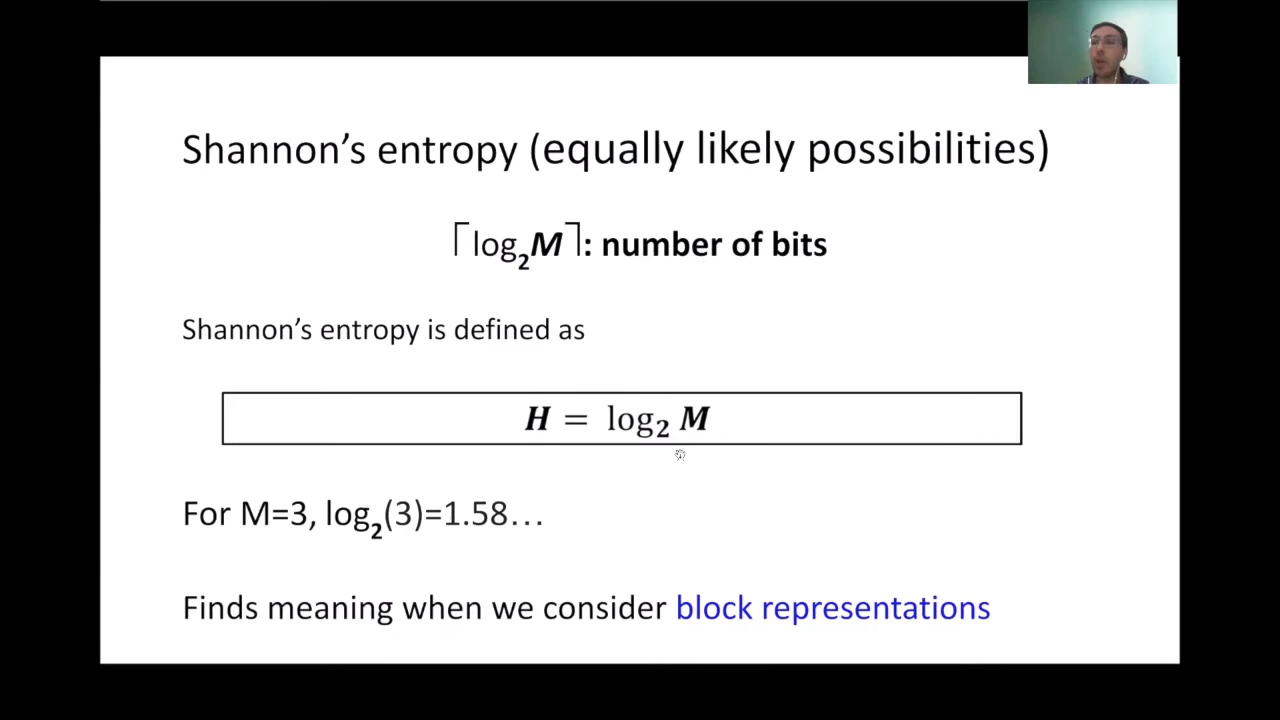 Shannon’s entropy (equally likely possibilities)
⌈log₂M⌉: number of bits
Shannon’s entropy is defined as
H = log₂ M
For M=3, log₂(3)=1.58…
Finds meaning when we consider block representations